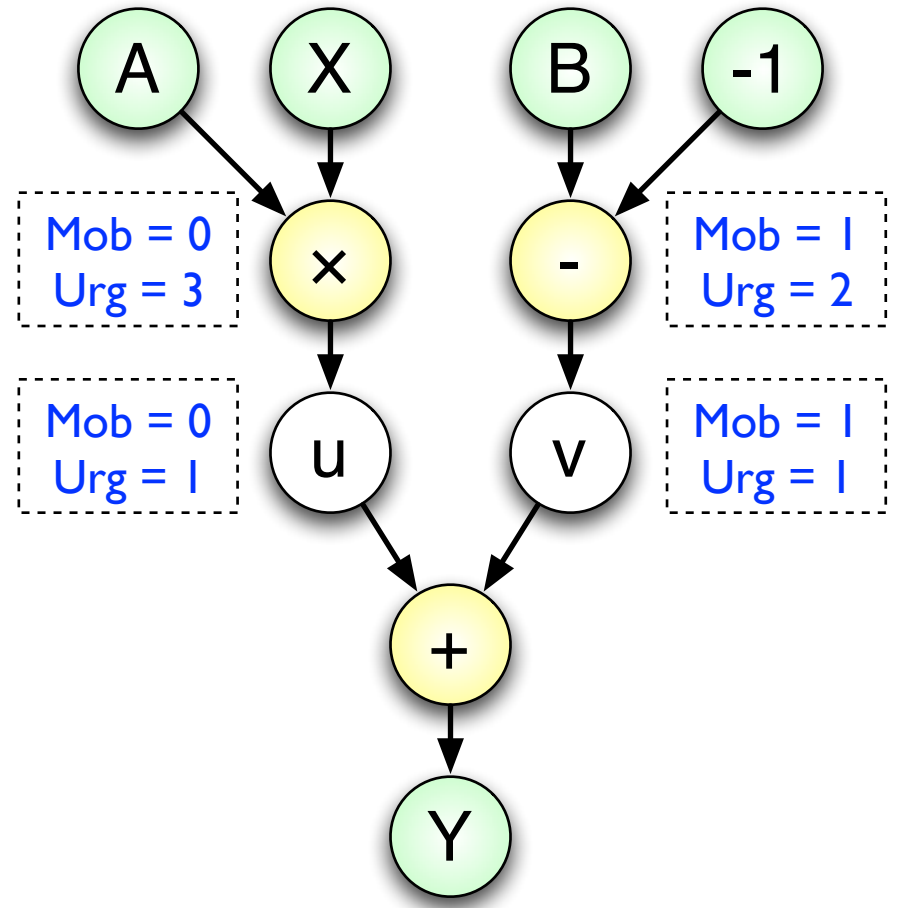 A X B -1
Mob = 0
Urg = 3
×
-
Mob = 1
Urg = 2
Mob = 0
Urg = 1
u
v
Mob = 1
Urg = 1
+
Y